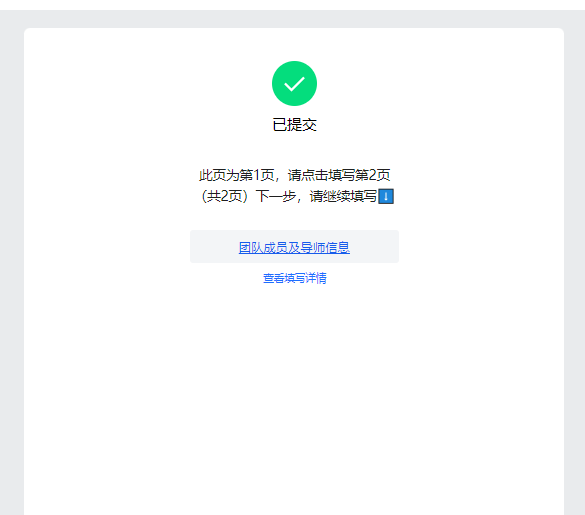 已提交
此页为第1页，请点击填写第2页
（共2页）下一步，请继续填写⬇️
团队成员及导师信息
查看填写详情